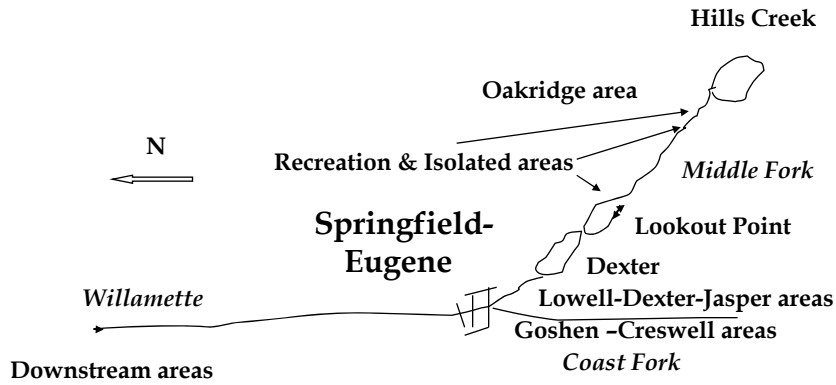 Hills Creek
Oakridge area
N
Recreation & Isolated areas
Middle Fork
Springfield-
Eugene
Lookout Point
Dexter
Willamette
Lowell-Dexter-Jasper areas
Goshen –Creswell areas
Coast Fork
Downstream areas